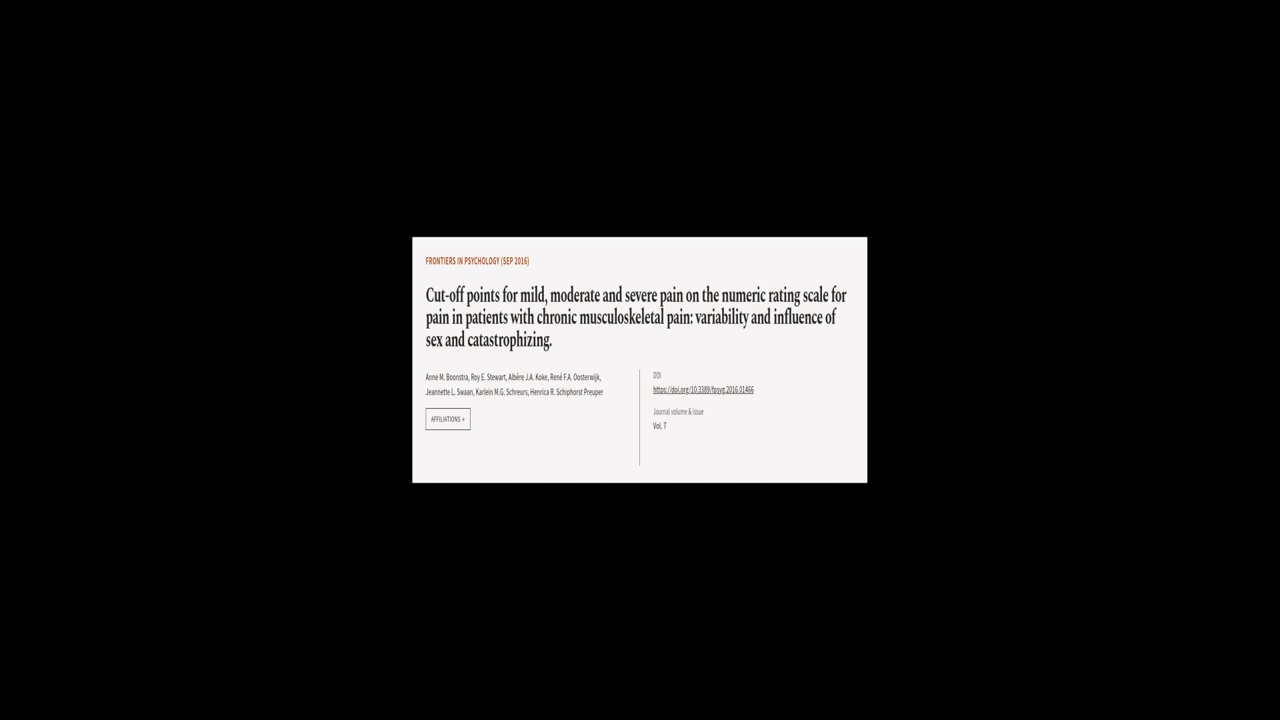 FRONTIERS IN PSYCHOLOGY (SEP 2016)
Cut-off points for mild, moderate and severe pain on the numeric rating scale for
pain in patients with chronic musculoskeletal pain: variability and influence of
sex and catastrophizing.
Anne M. Boonstra, Roy E. Stewart, Albère J.A. Koke, René F.A. Oosterwijk,
Jeannette L. Swaan, Karlein M.G. Schreurs, Henrica R. Schiphorst Preuper
AFFILIATIONS +
DOI
https://doi.org/10.3389/fpsyg.2016.01466
Journal volume & issue
Vol. 7